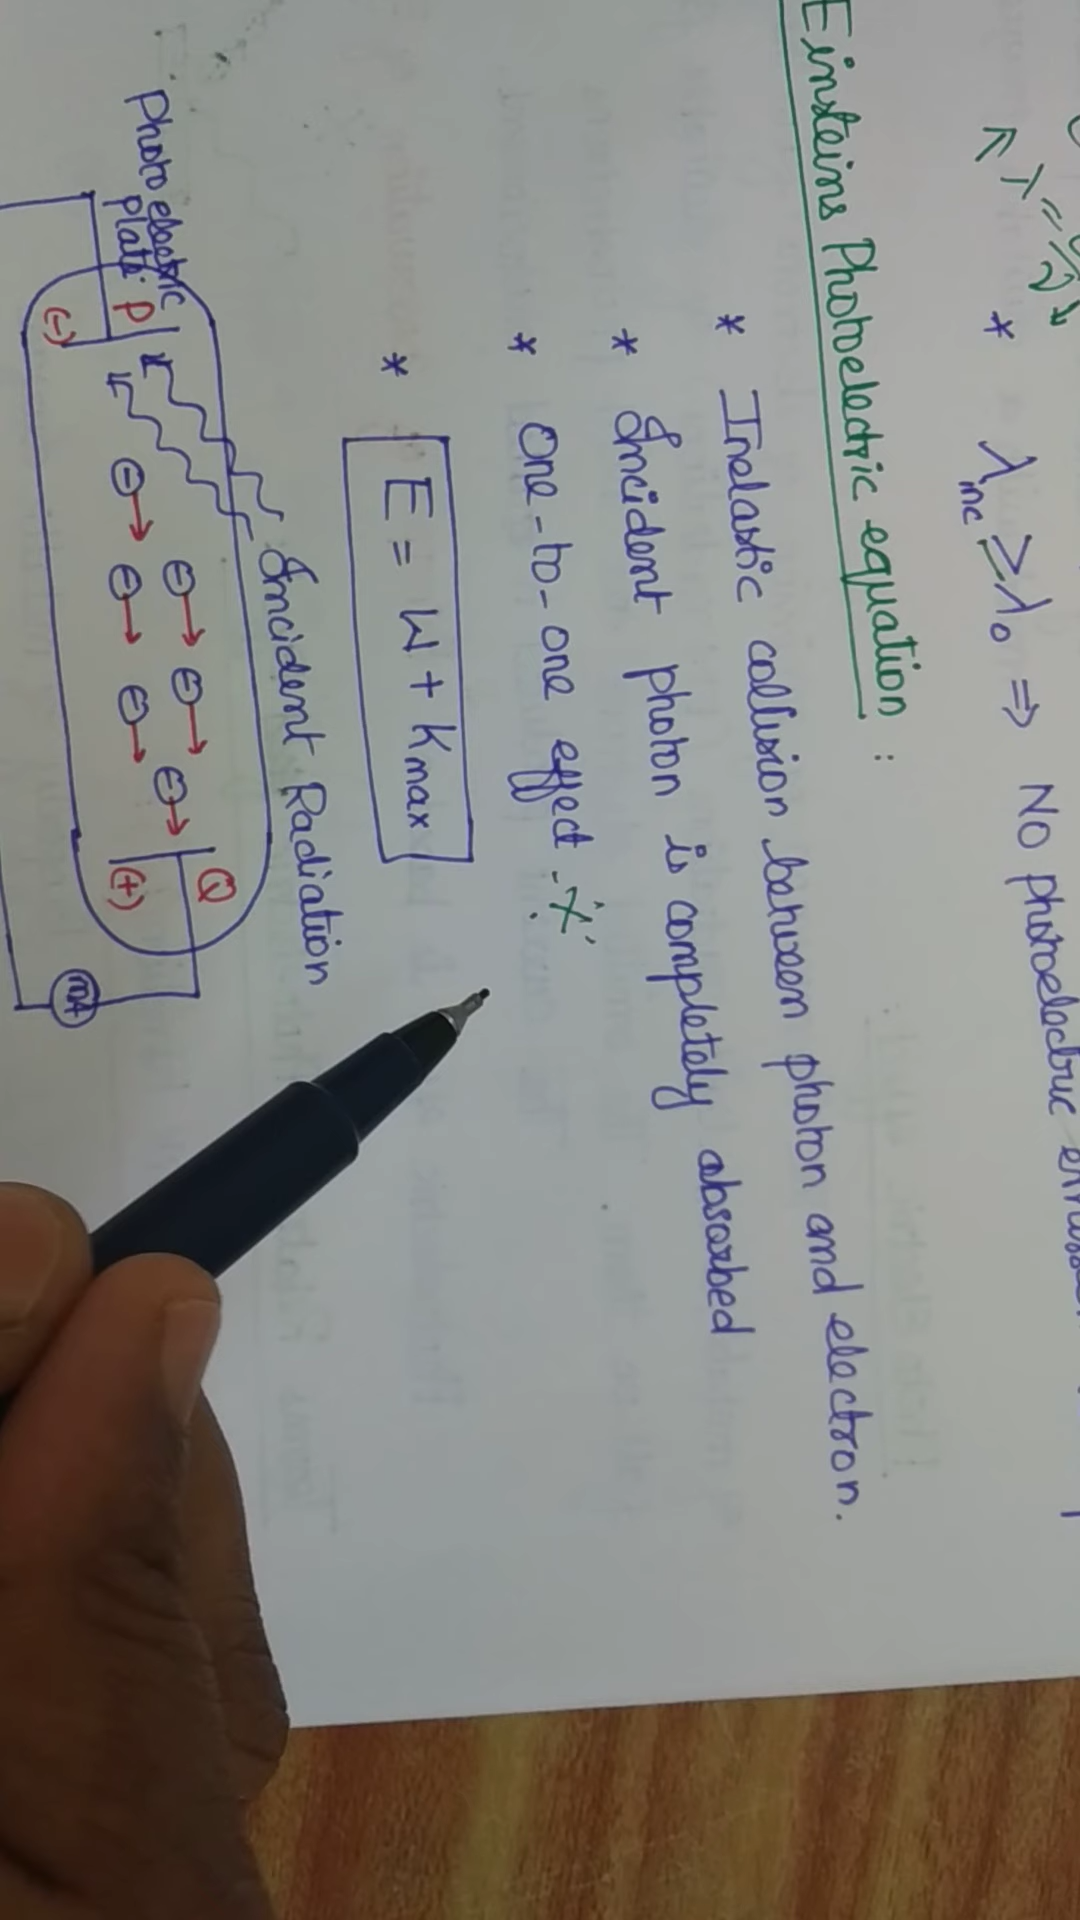 * λinc ≥ λ₀ ⇒ No photoelectric
Einsteins Photoelectric equation :
* Inelastic collision between photon and electron.
* Incident photon is completely absorbed
* One-to-one effect
* E = W + Kmax
Incident Radiation
Photo electric
plate
P
Q
(-)
(+)
mA